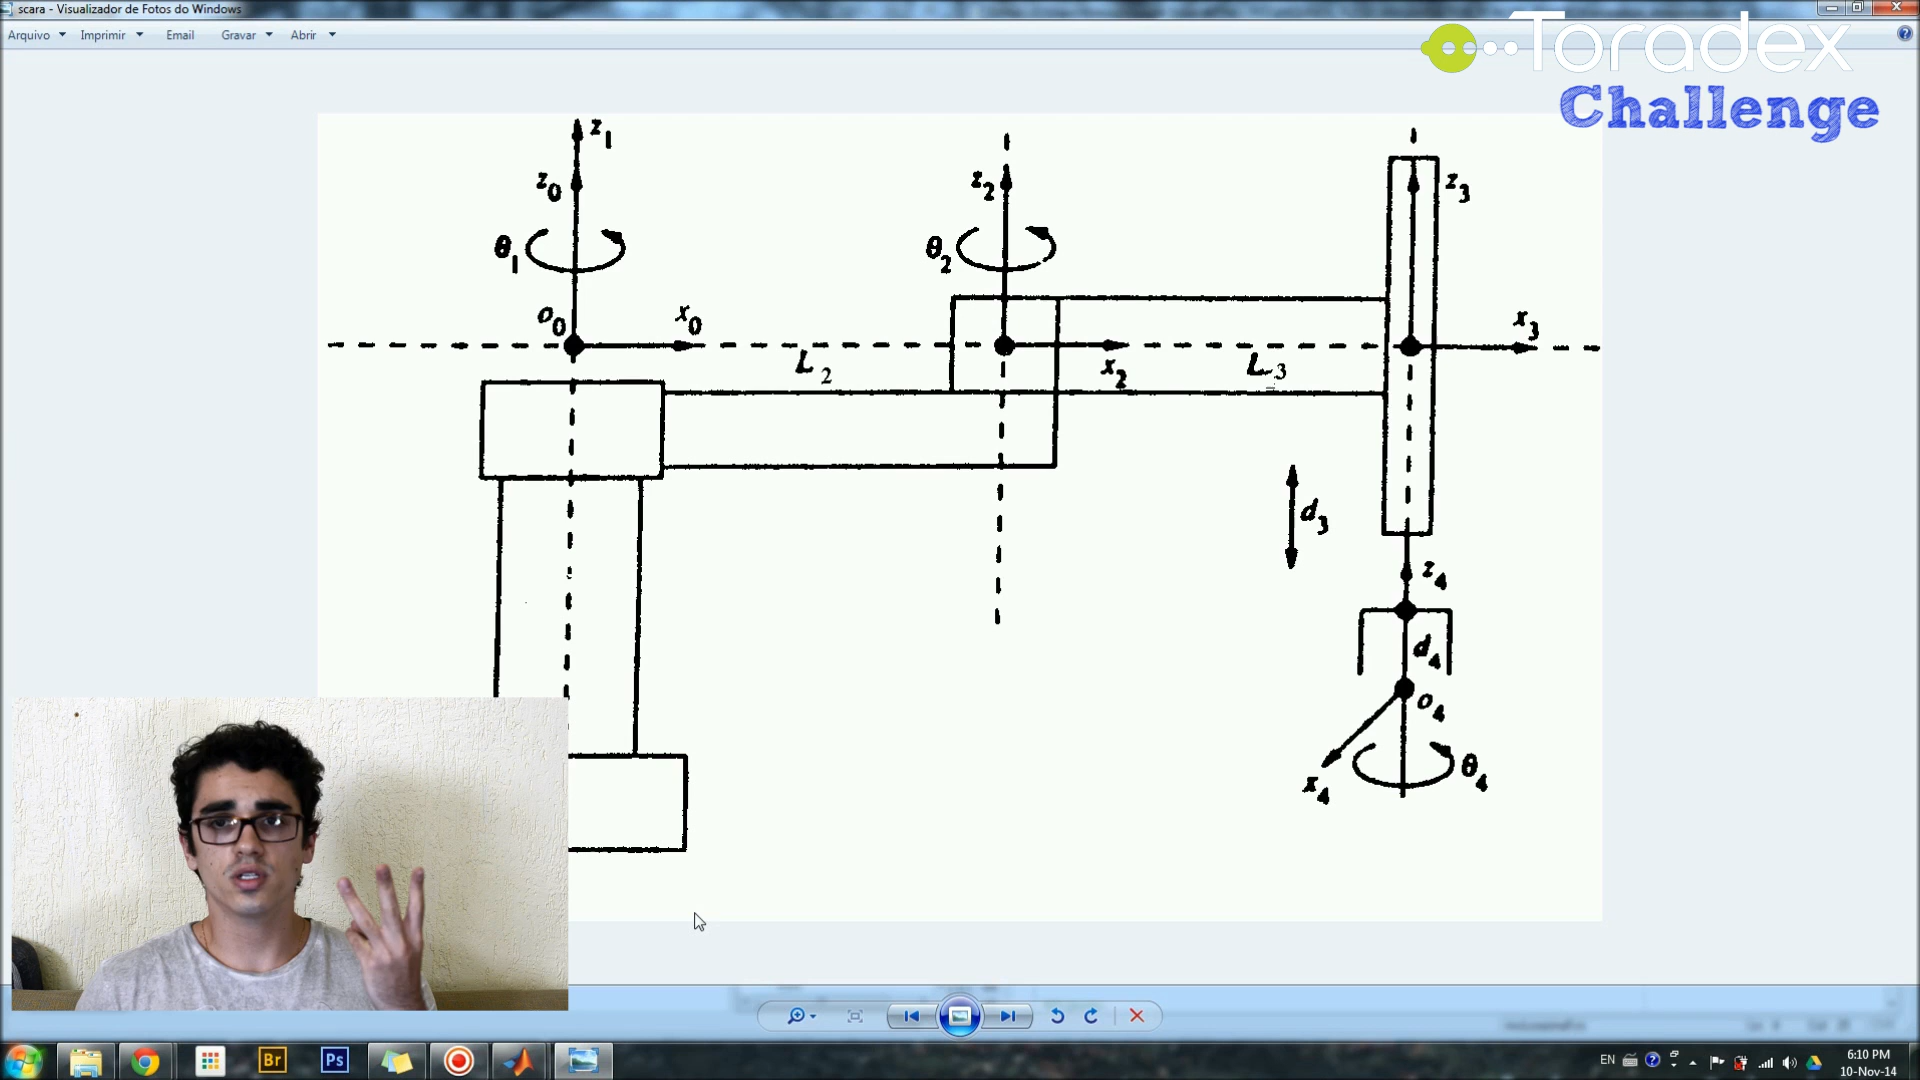 scara - Visualizador de Fotos do Windows
Arquivo Imprimir Email Gravar Abrir
Toradex
Challenge
z1
z0
θ1
o0
x0
L2
z2
θ2
x2
L3
z3
x3
d3
z4
d4
o4
x4
θ4
Br
Ps
EN
6:10 PM
10-Nov-14